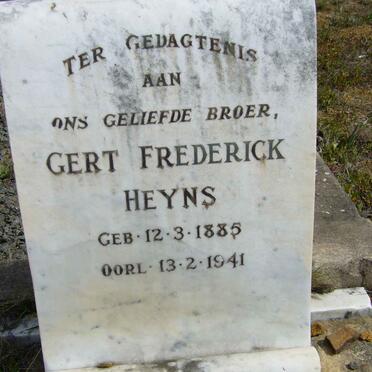 TER GEDAGTENIS
AAN
ONS GELIEFDE BROER,
GERT FREDERICK
HEYNS
GEB · 12 · 3 · 1885
OORL · 13 · 2 · 1941